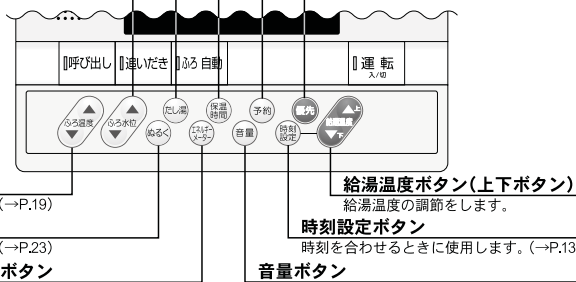 呼び出し 追いだき ふろ 自動 運 転
入/切
たし湯 保温時間 予約 優先 上
ふろ温度 ふろ水位 給湯温度
ぬるく エネルギーメーター 音量 時刻設定 下
給湯温度ボタン(上下ボタン)
(→P.19) 給湯温度の調節をします。
時刻設定ボタン
(→P.23) 時刻を合わせるときに使用します。(→P.13
ボタン 音量ボタン